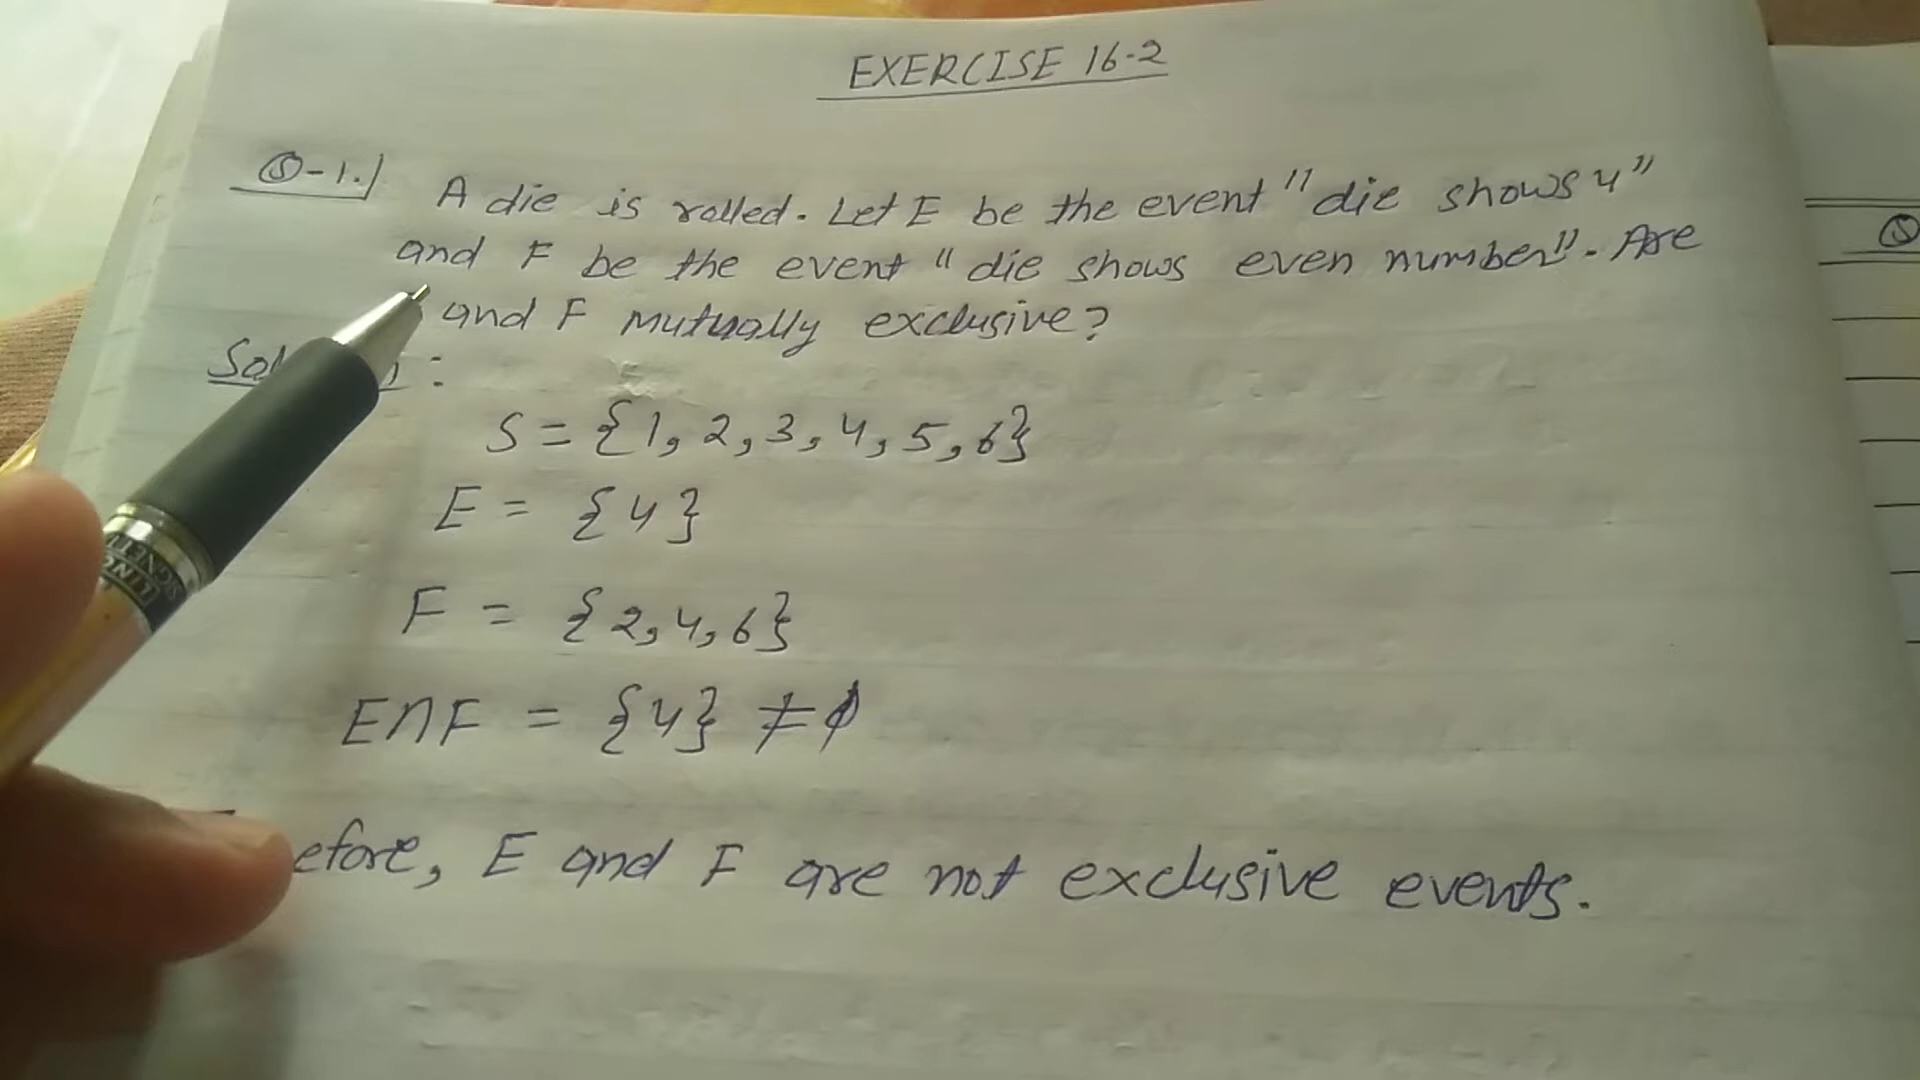 EXERCISE 16-2
Q-1.
A die is rolled. Let E be the event "die shows 4"
and F be the event "die shows even number". Are
and F mutually exclusive?
:
S = {1, 2, 3, 4, 5, 6}
E = {4}
F = {2, 4, 6}
E∩F = {4} ≠ φ
efore, E and F are not exclusive events.
LINC
SIGNETI